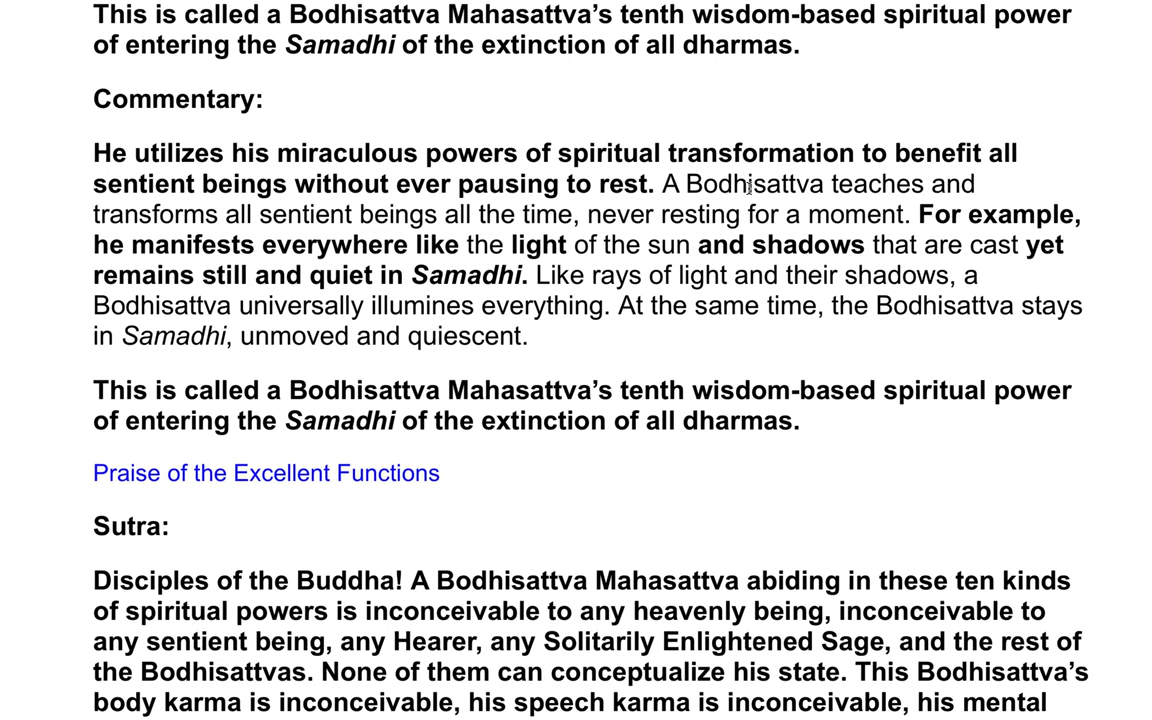 This is called a Bodhisattva Mahasattva’s tenth wisdom-based spiritual power
of entering the Samadhi of the extinction of all dharmas.
Commentary:
He utilizes his miraculous powers of spiritual transformation to benefit all
sentient beings without ever pausing to rest. A Bodhisattva teaches and
transforms all sentient beings all the time, never resting for a moment. For example,
he manifests everywhere like the light of the sun and shadows that are cast yet
remains still and quiet in Samadhi. Like rays of light and their shadows, a
Bodhisattva universally illumines everything. At the same time, the Bodhisattva stays
in Samadhi, unmoved and quiescent.
This is called a Bodhisattva Mahasattva’s tenth wisdom-based spiritual power
of entering the Samadhi of the extinction of all dharmas.
Praise of the Excellent Functions
Sutra:
Disciples of the Buddha! A Bodhisattva Mahasattva abiding in these ten kinds
of spiritual powers is inconceivable to any heavenly being, inconceivable to
any sentient being, any Hearer, any Solitarily Enlightened Sage, and the rest of
the Bodhisattvas. None of them can conceptualize his state. This Bodhisattva’s
body karma is inconceivable, his speech karma is inconceivable, his mental